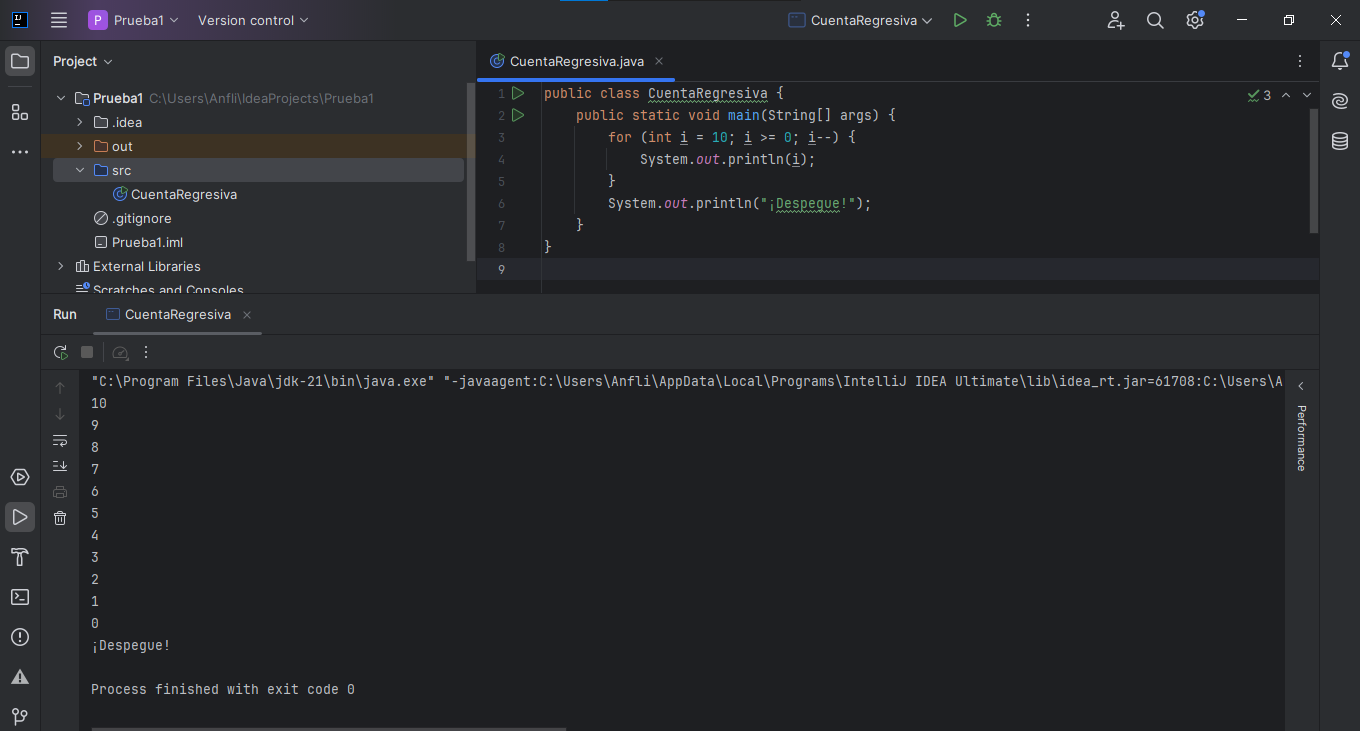 P Prueba1 Version control CuentaRegresiva
Project
CuentaRegresiva.java
Prueba1 C:\Users\Anfli\IdeaProjects\Prueba1
.idea
out
src
CuentaRegresiva
.gitignore
Prueba1.iml
External Libraries
Scratches and Consoles
3
1 public class CuentaRegresiva {
2     public static void main(String[] args) {
3         for (int i = 10; i >= 0; i--) {
4             System.out.println(i);
5         }
6         System.out.println("¡Despegue!");
7     }
8 }
9
Run CuentaRegresiva
"C:\Program Files\Java\jdk-21\bin\java.exe" "-javaagent:C:\Users\Anfli\AppData\Local\Programs\IntelliJ IDEA Ultimate\lib\idea_rt.jar=61708:C:\Users\A
10
9
8
7
6
5
4
3
2
1
0
¡Despegue!
Process finished with exit code 0
Performance